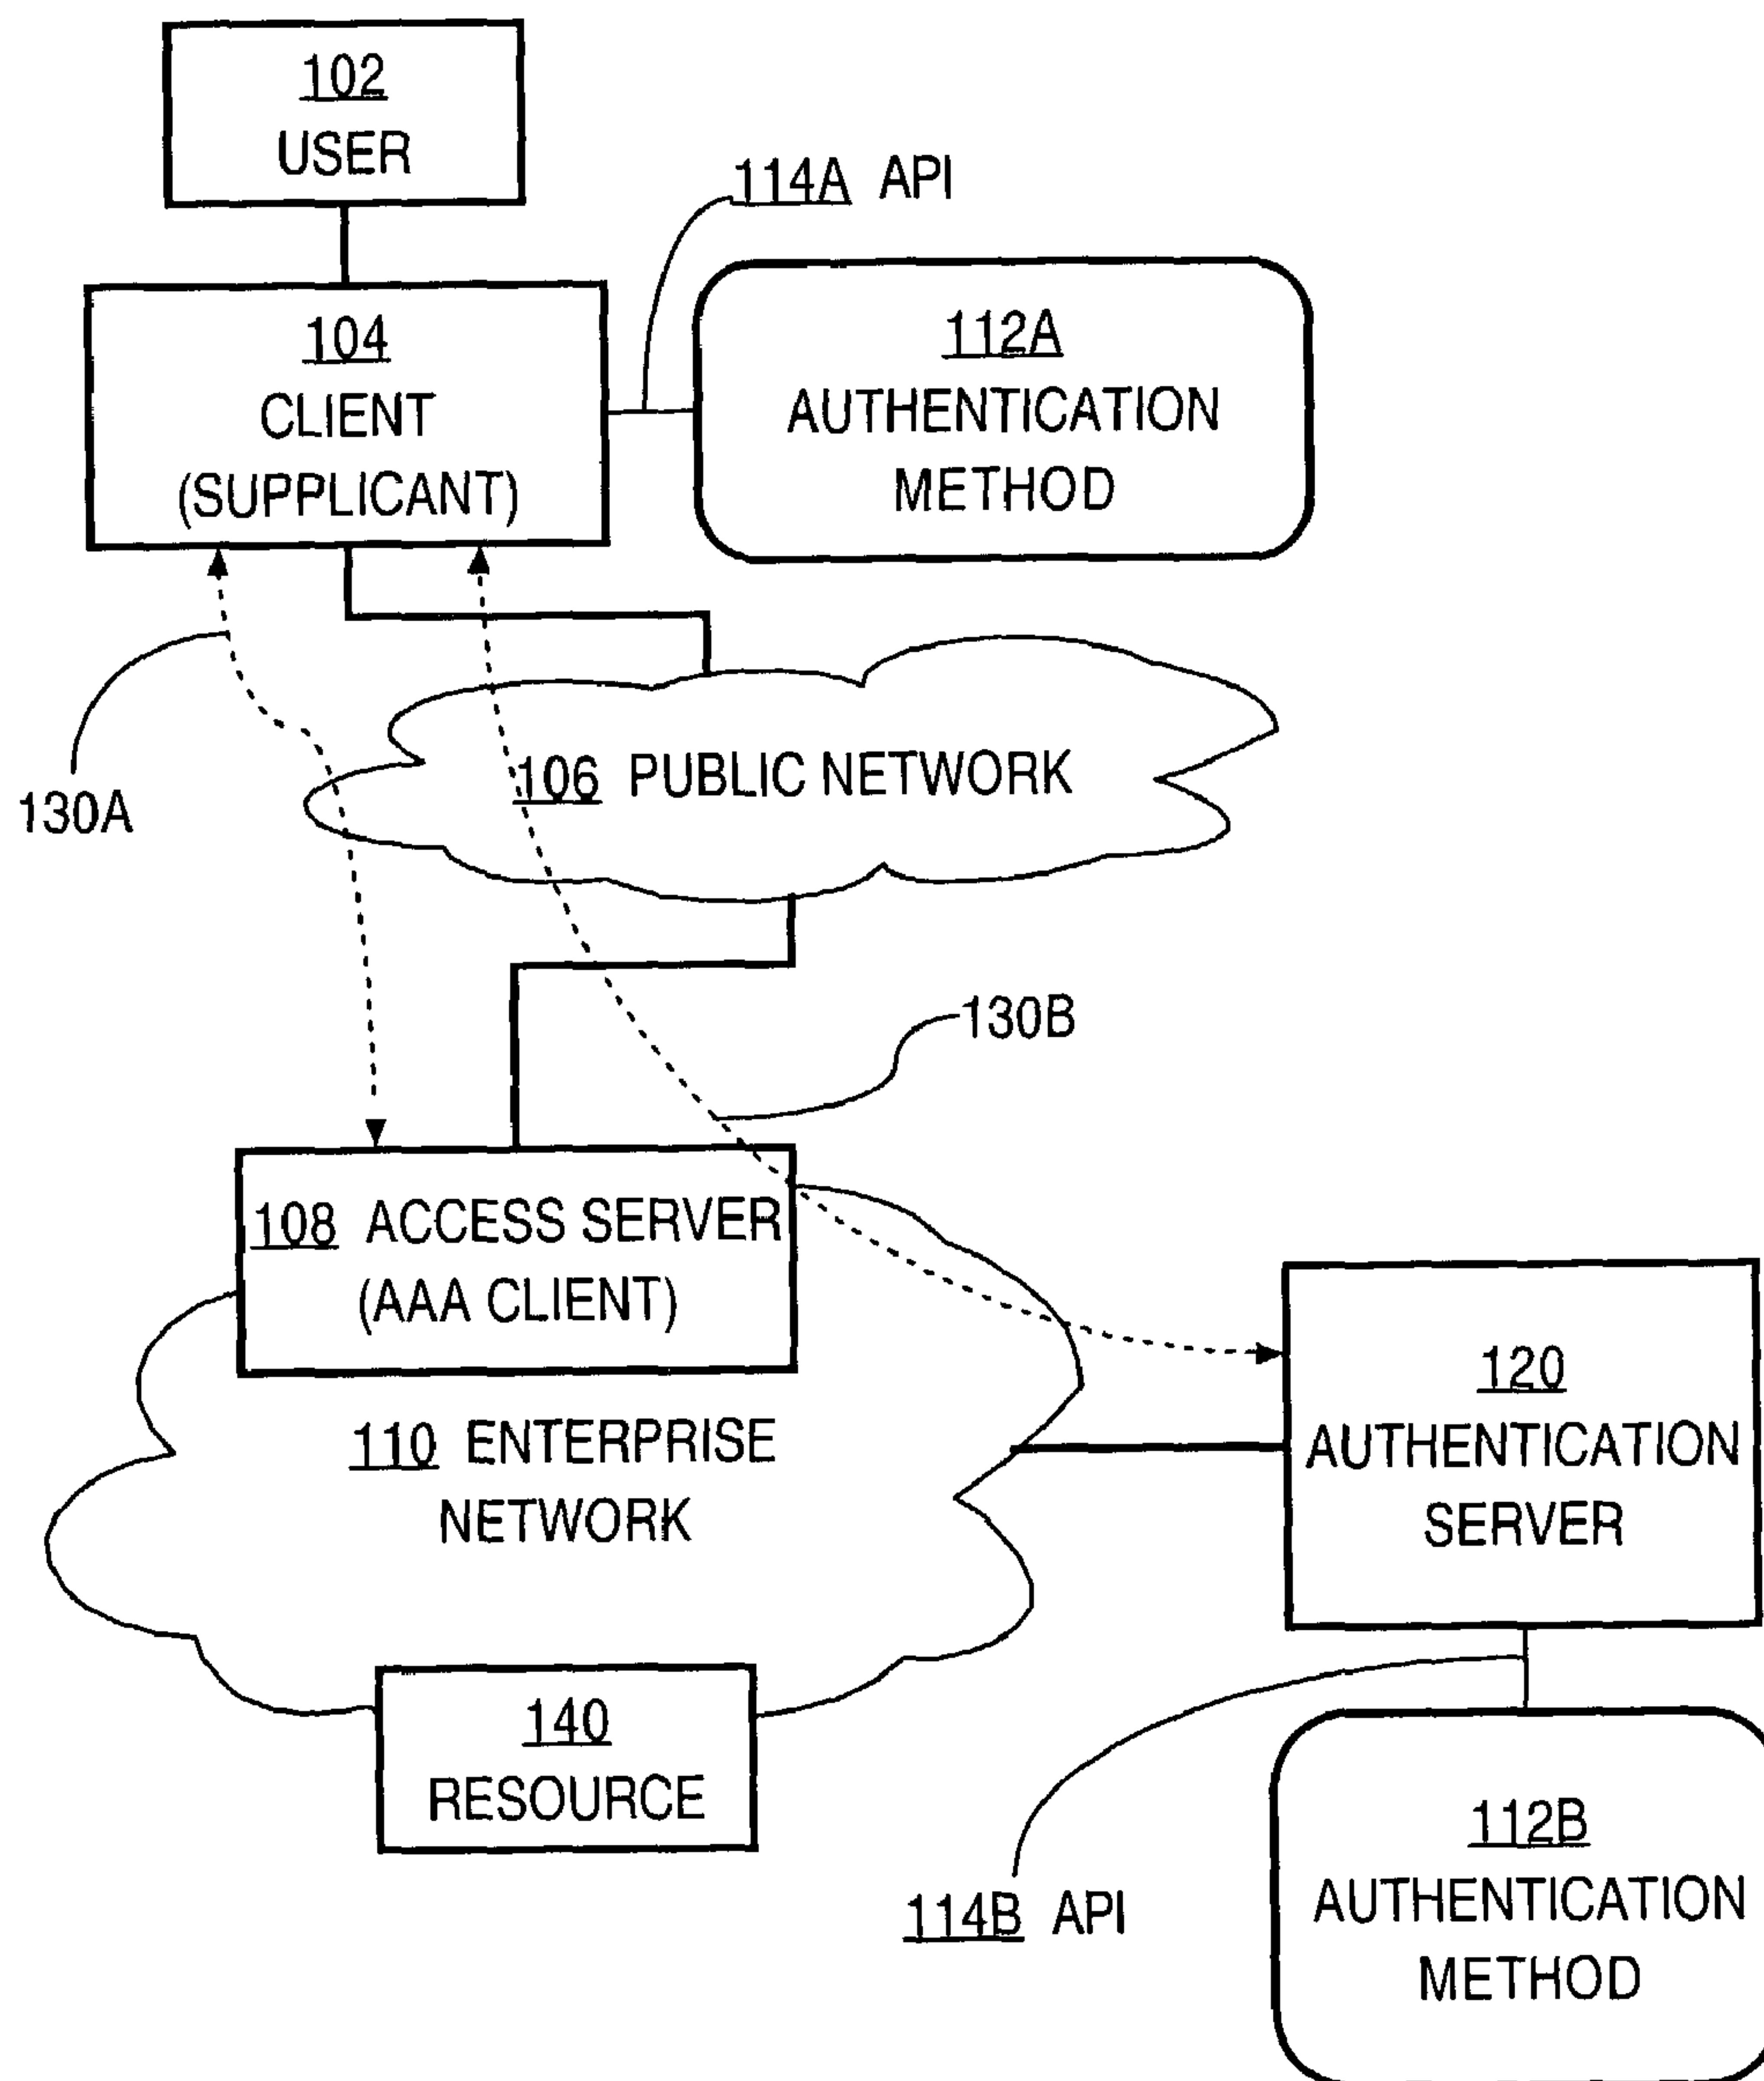 102
USER
114A API
104
CLIENT
(SUPPLICANT)
112A
AUTHENTICATION
METHOD
106 PUBLIC NETWORK
130A
130B
108 ACCESS SERVER
(AAA CLIENT)
120
AUTHENTICATION
SERVER
110 ENTERPRISE
NETWORK
140
RESOURCE
114B API
112B
AUTHENTICATION
METHOD